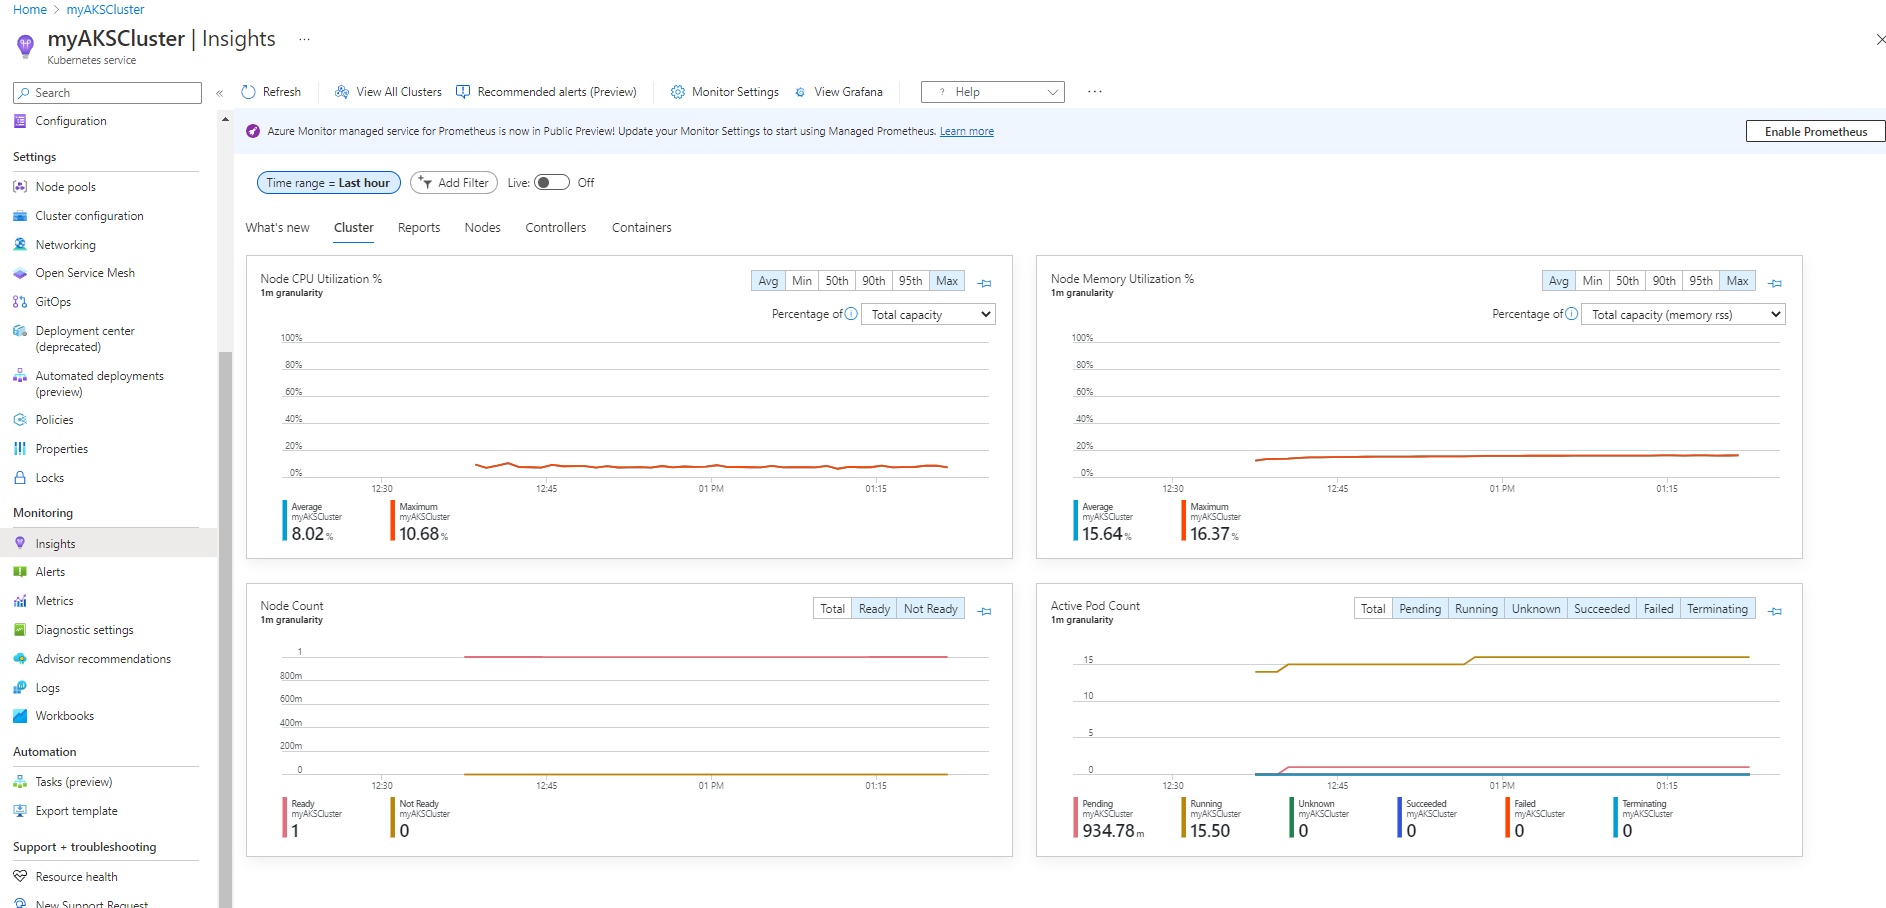 Home > myAKSCluster
myAKSCluster | Insights ...
Kubernetes service
Search
«
Configuration
Settings
Node pools
Cluster configuration
Networking
Open Service Mesh
GitOps
Deployment center
(deprecated)
Automated deployments
(preview)
Policies
Properties
Locks
Monitoring
Insights
Alerts
Metrics
Diagnostic settings
Advisor recommendations
Logs
Workbooks
Automation
Tasks (preview)
Export template
Support + troubleshooting
Resource health
New Support Request
Refresh View All Clusters Recommended alerts (Preview) Monitor Settings View Grafana ? Help ...
Azure Monitor managed service for Prometheus is now in Public Preview! Update your Monitor Settings to start using Managed Prometheus. Learn more
Enable Prometheus
Time range = Last hour Add Filter Live: Off
What's new Cluster Reports Nodes Controllers Containers
Node CPU Utilization %
1m granularity
Avg Min 50th 90th 95th Max
Percentage of Total capacity
100%
80%
60%
40%
20%
0%
12:30 12:45 01 PM 01:15
Average
myAKSCluster
8.02 %
Maximum
myAKSCluster
10.68 %
Node Memory Utilization %
1m granularity
Avg Min 50th 90th 95th Max
Percentage of Total capacity (memory rss)
100%
80%
60%
40%
20%
0%
12:30 12:45 01 PM 01:15
Average
myAKSCluster
15.64 %
Maximum
myAKSCluster
16.37 %
Node Count
1m granularity
Total Ready Not Ready
1
800m
600m
400m
200m
0
12:30 12:45 01 PM 01:15
Ready
myAKSCluster
1
Not Ready
myAKSCluster
0
Active Pod Count
1m granularity
Total Pending Running Unknown Succeeded Failed Terminating
15
10
5
0
12:30 12:45 01 PM 01:15
Pending
myAKSCluster
934.78 m
Running
myAKSCluster
15.50
Unknown
myAKSCluster
0
Succeeded
myAKSCluster
0
Failed
myAKSCluster
0
Terminating
myAKSCluster
0